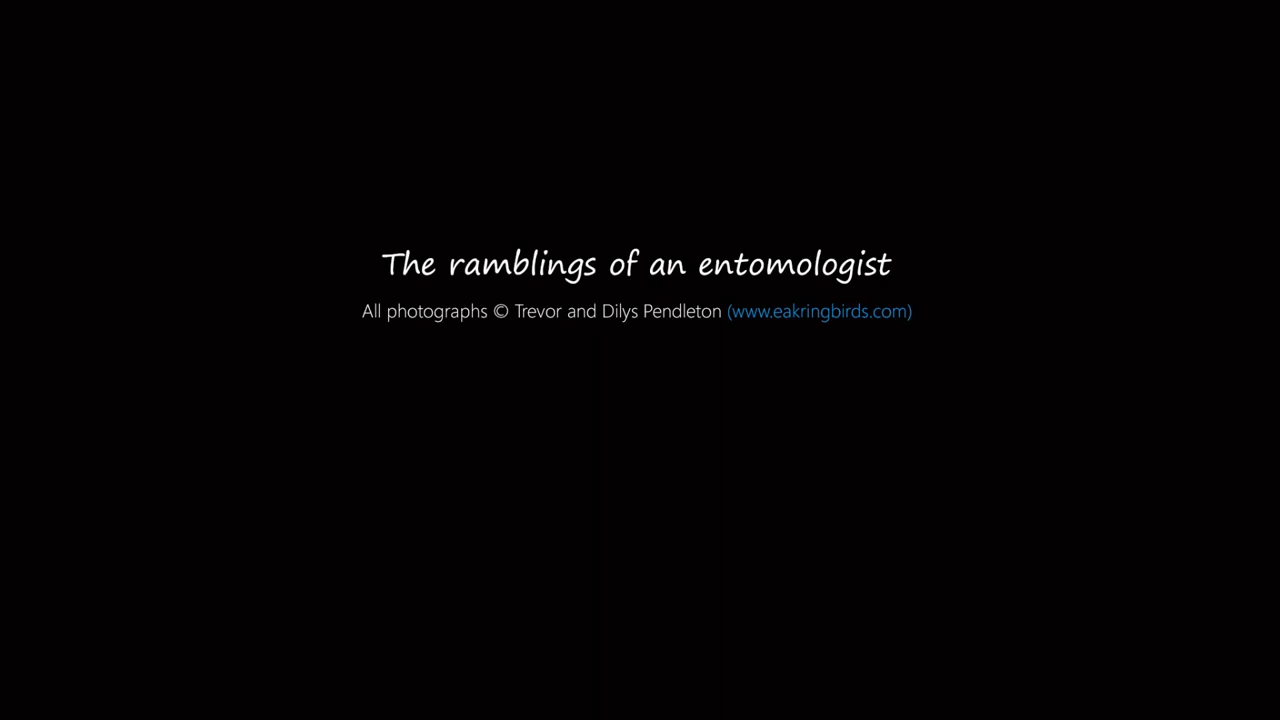 The ramblings of an entomologist
All photographs © Trevor and Dilys Pendleton (www.eakringbirds.com)